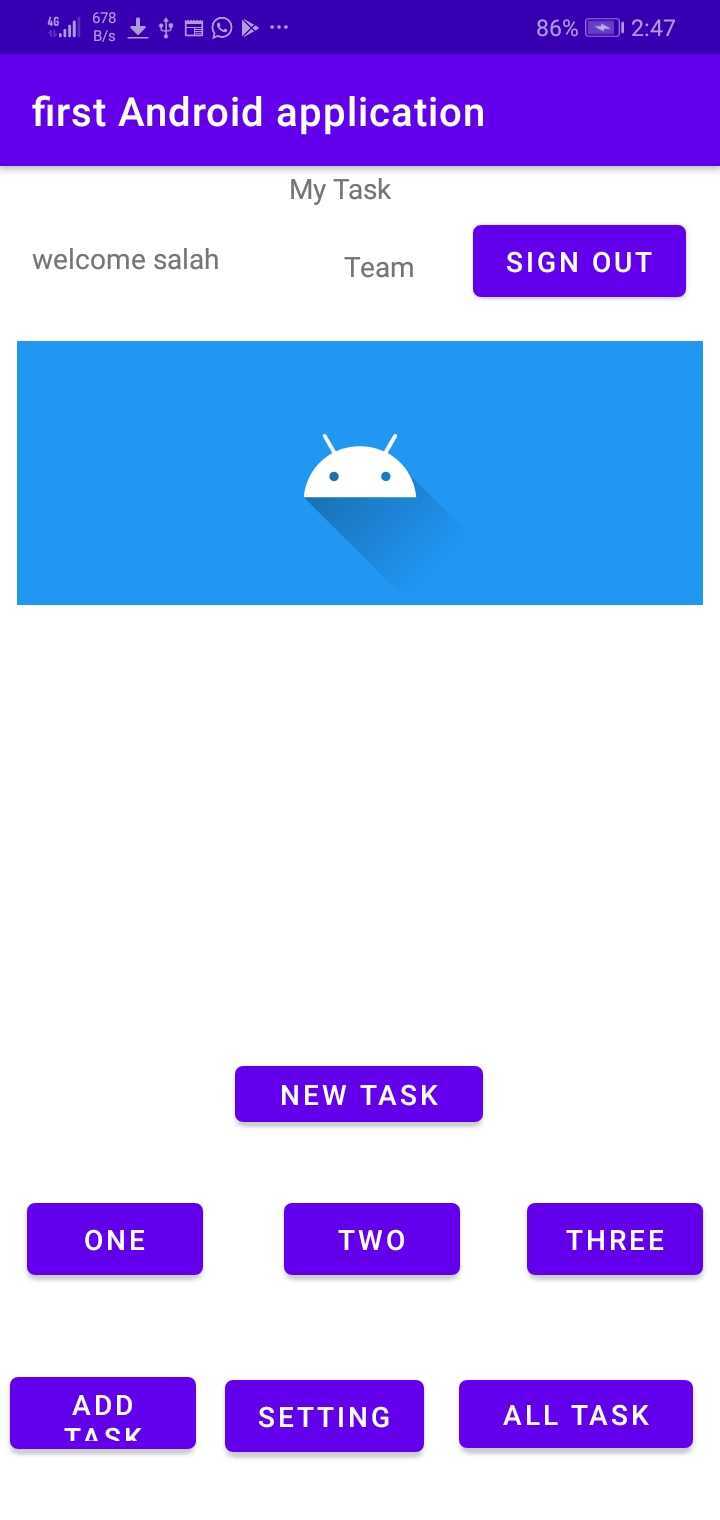 4G 678 B/s 86% 2:47
first Android application
My Task
welcome salah Team SIGN OUT
NEW TASK
ONE TWO THREE
ADD TASK SETTING ALL TASK